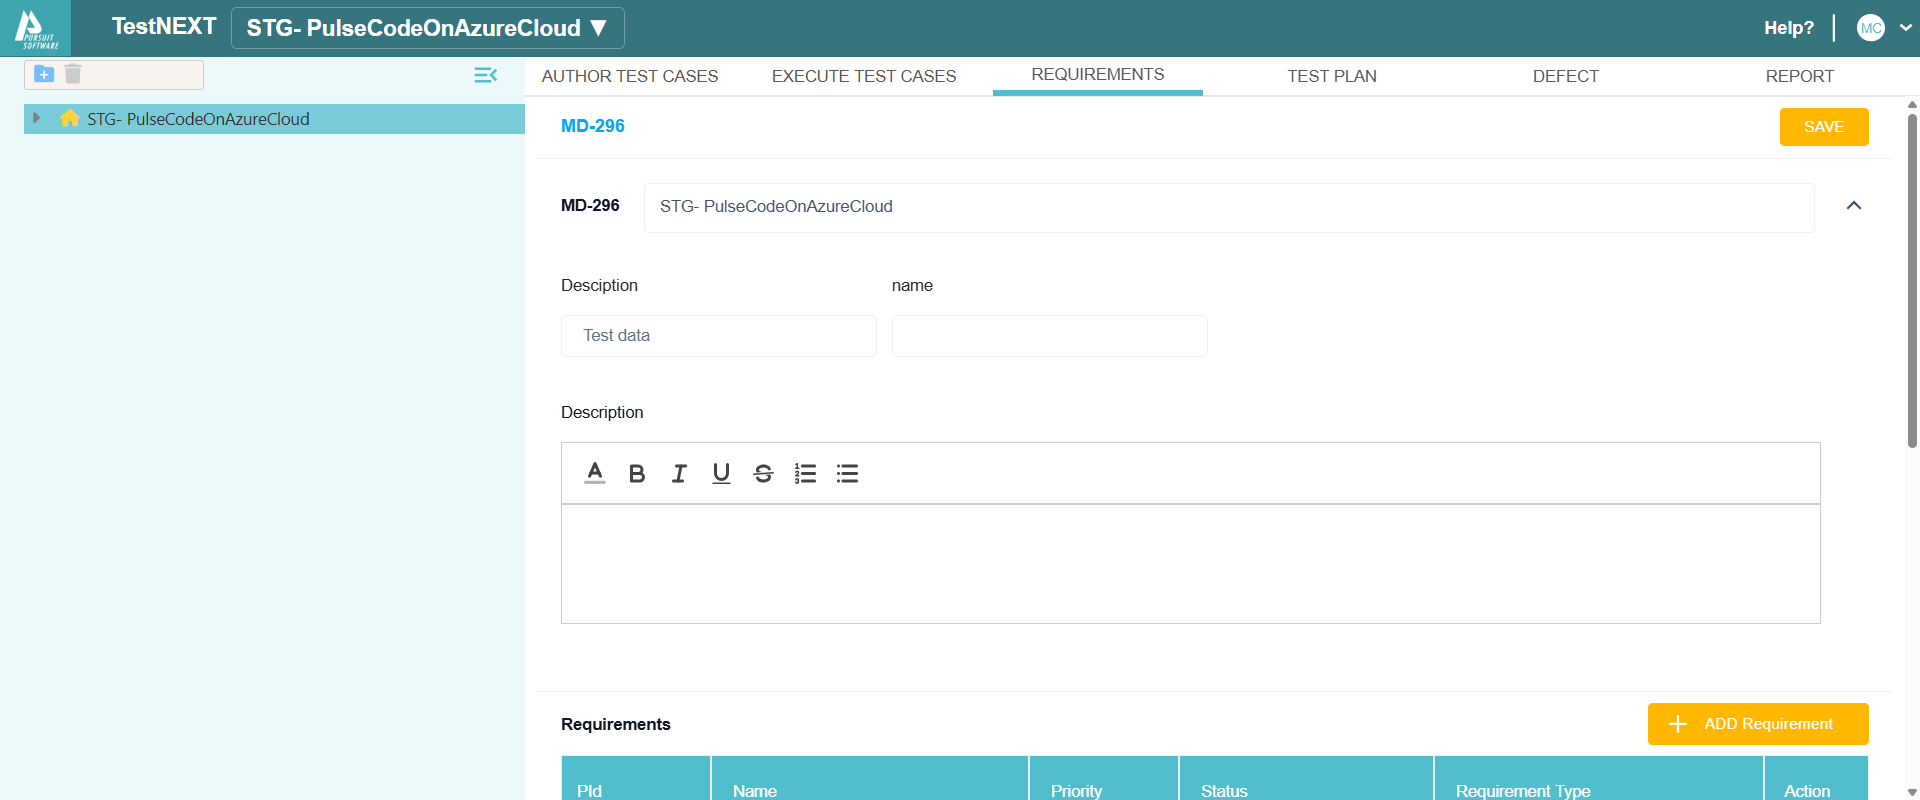 PURSUIT
SOFTWARE
TestNEXT
STG- PulseCodeOnAzureCloud ▼
Help?
MC
STG- PulseCodeOnAzureCloud
AUTHOR TEST CASES
EXECUTE TEST CASES
REQUIREMENTS
TEST PLAN
DEFECT
REPORT
MD-296
SAVE
MD-296
STG- PulseCodeOnAzureCloud
Desciption
name
Test data
Description
Requirements
ADD Requirement
PId
Name
Priority
Status
Requirement Type
Action